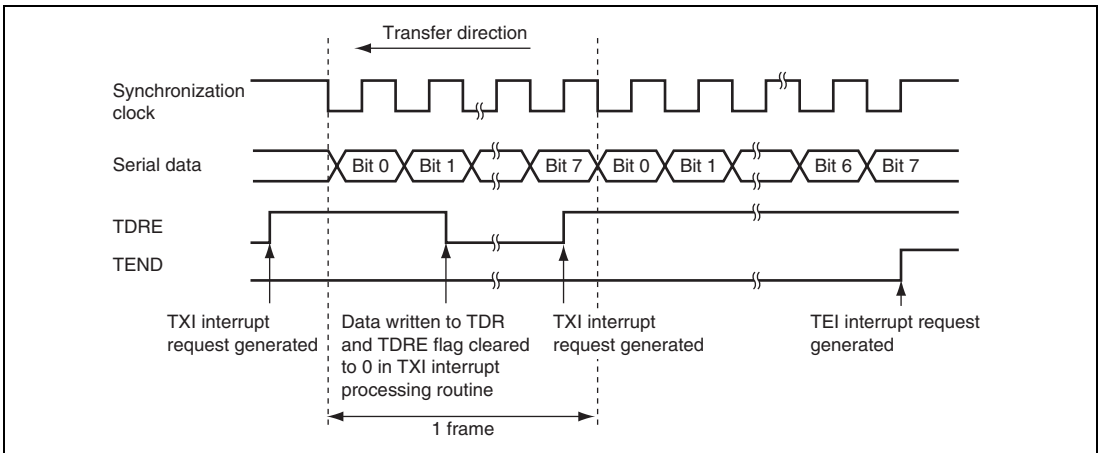 Transfer direction
Synchronization
clock
Serial data
Bit 0
Bit 1
Bit 7
Bit 0
Bit 1
Bit 6
Bit 7
TDRE
TEND
TXI interrupt
request generated
Data written to TDR
and TDRE flag cleared
to 0 in TXI interrupt
processing routine
TXI interrupt
request generated
TEI interrupt request
generated
1 frame